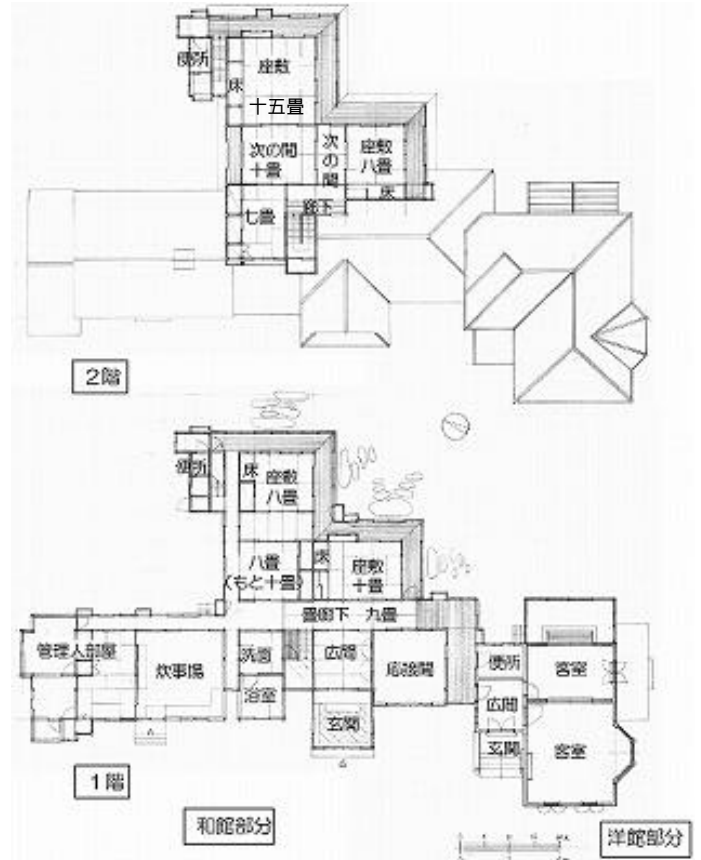 便所
座敷
床
十五畳
次の間
十畳
次の間
座敷
八畳
床
七畳
廊下
2階
便所
床
座敷
八畳
八畳
(もと十畳)
床
座敷
十畳
畳廊下 九畳
管理人部屋
炊事場
洗面
浴室
広間
玄関
応接間
便所
客室
広間
玄関
客室
1階
和館部分
洋館部分